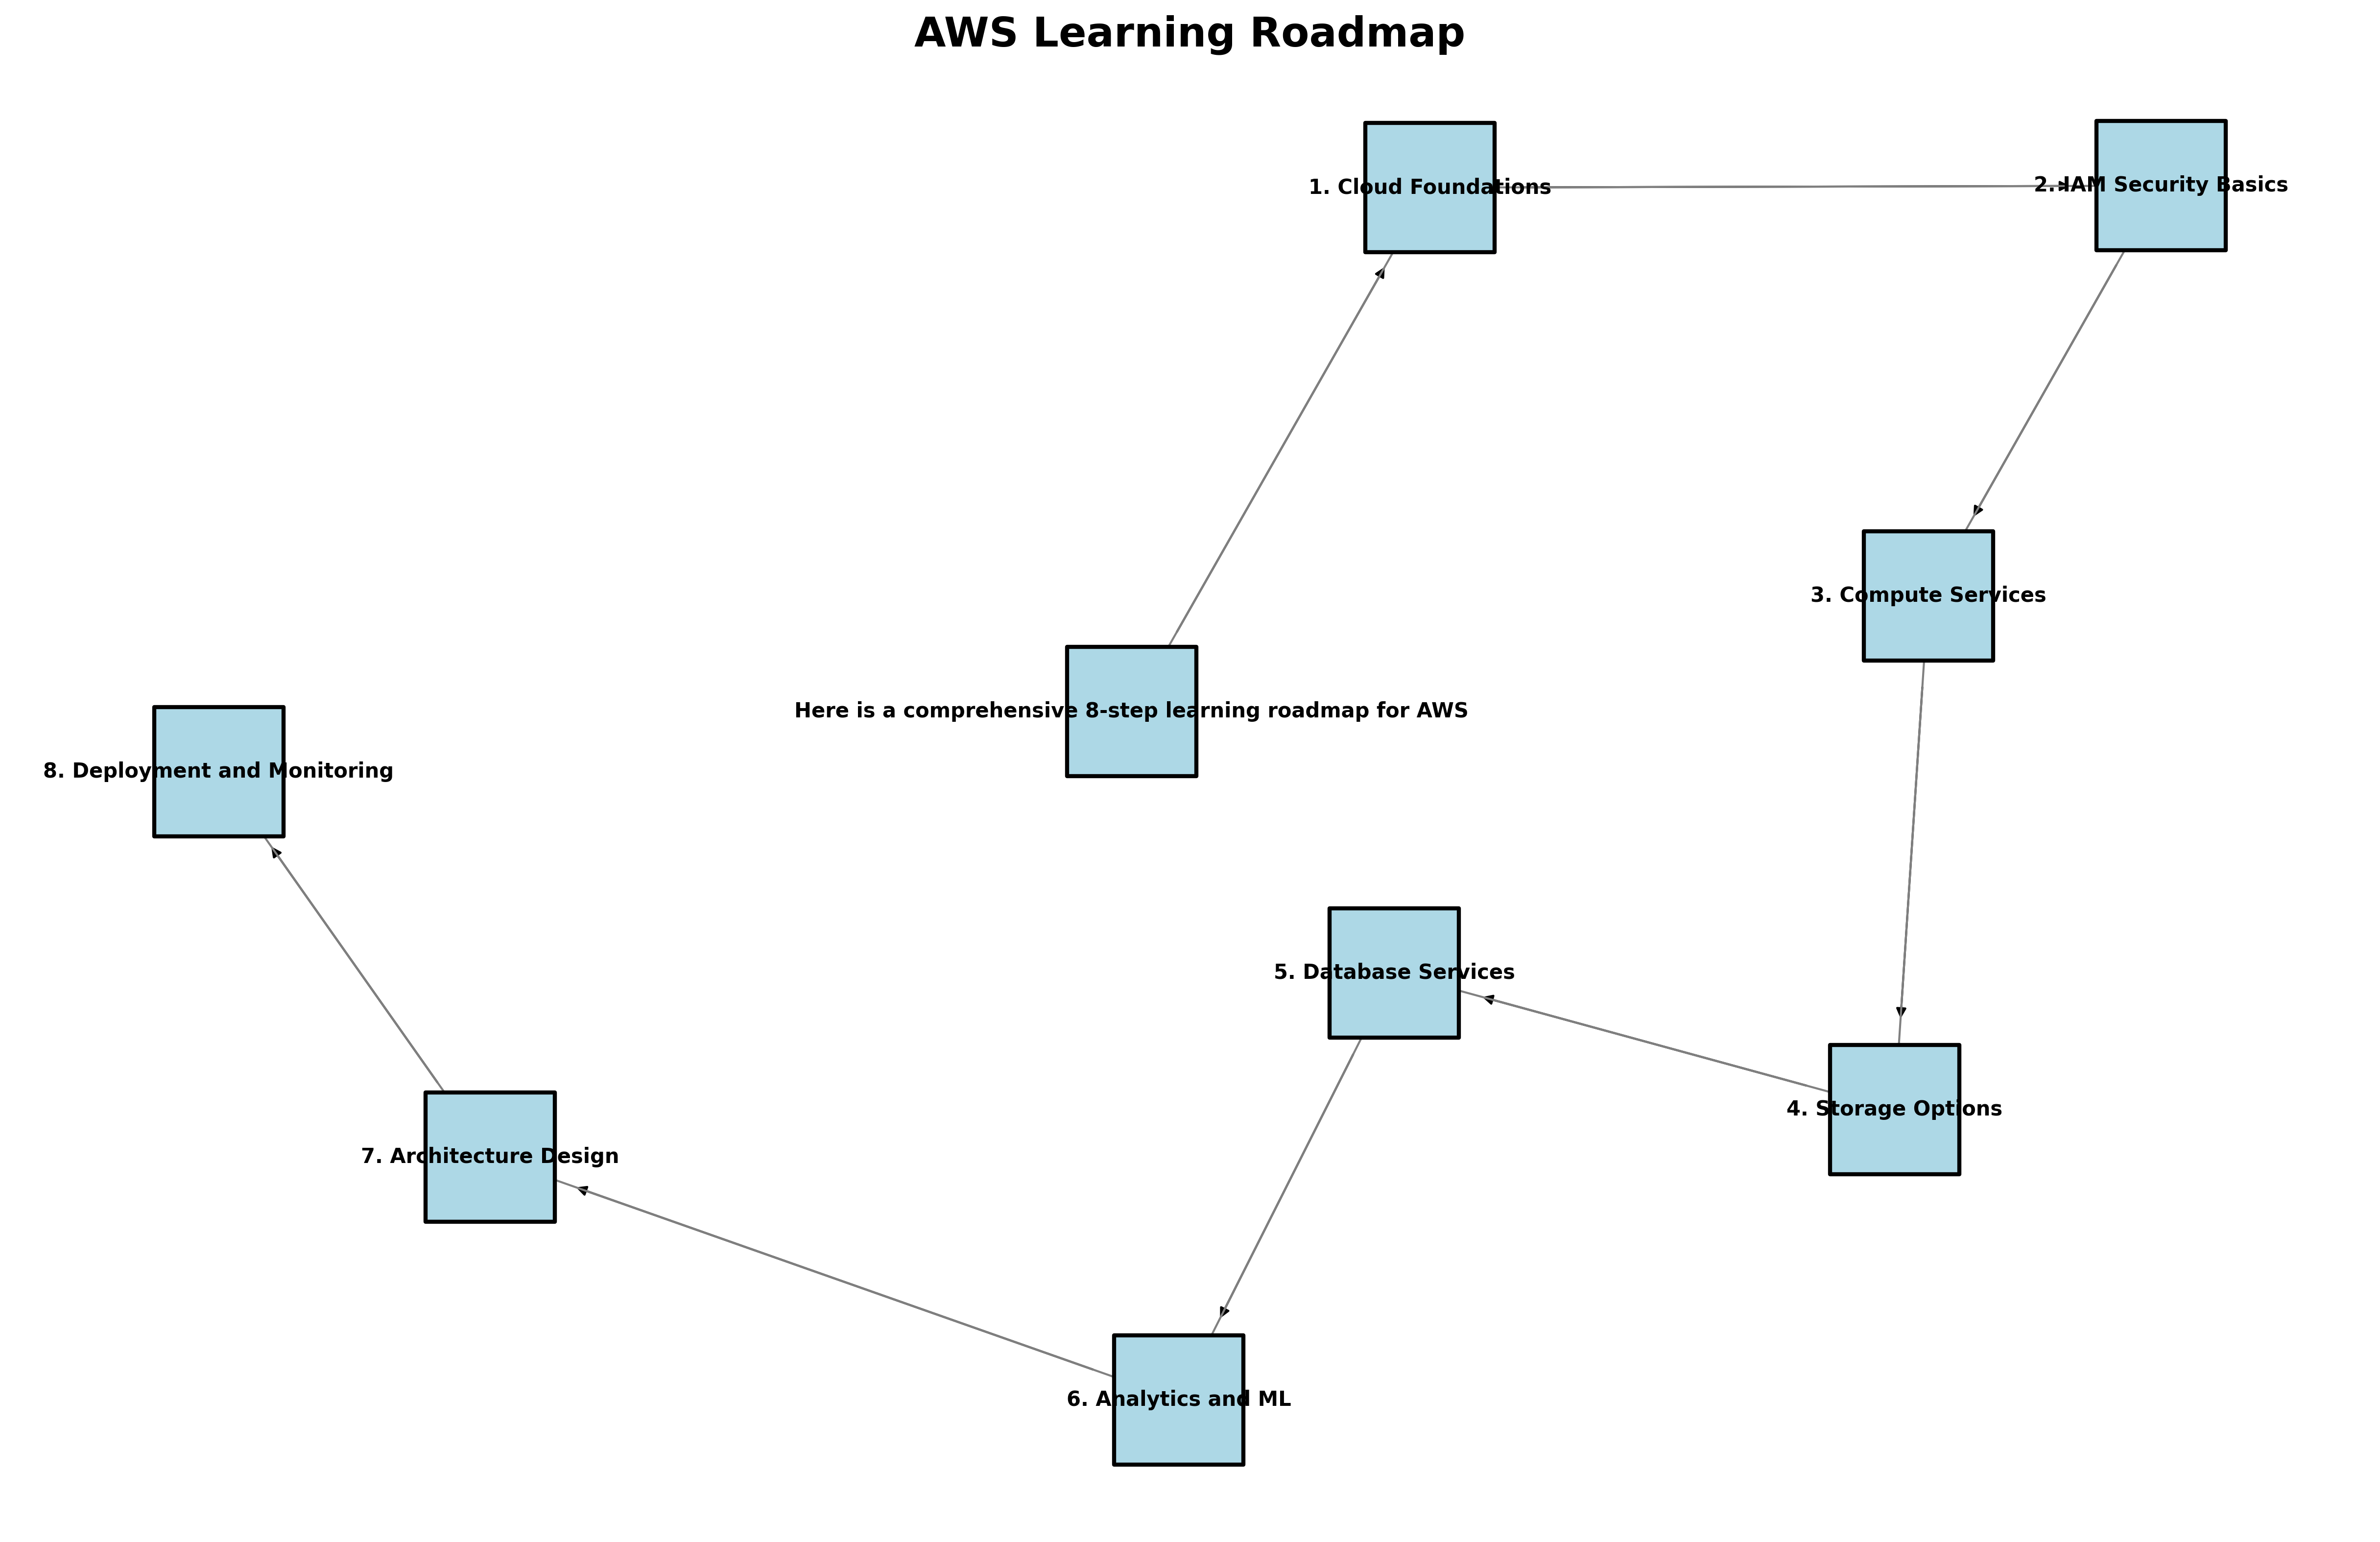 AWS Learning Roadmap
1. Cloud Foundations
2. IAM Security Basics
3. Compute Services
Here is a comprehensive 8-step learning roadmap for AWS
8. Deployment and Monitoring
5. Database Services
4. Storage Options
7. Architecture Design
6. Analytics and ML